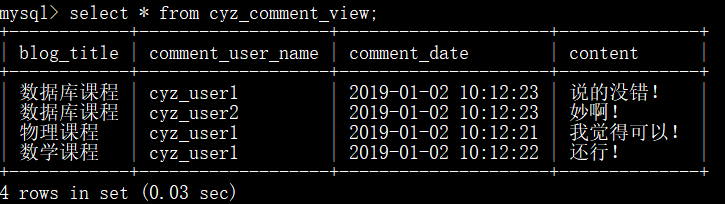 mysql> select * from cyz_comment_view;
+------------+-------------------+---------------------+------------+
| blog_title | comment_user_name | comment_date | content |
+------------+-------------------+---------------------+------------+
| 数据库课程 | cyz_user1 | 2019-01-02 10:12:23 | 说的没错！ |
| 数据库课程 | cyz_user2 | 2019-01-02 10:12:23 | 妙啊！ |
| 物理课程 | cyz_user1 | 2019-01-02 10:12:21 | 我觉得可以！ |
| 数学课程 | cyz_user1 | 2019-01-02 10:12:22 | 还行！ |
+------------+-------------------+---------------------+------------+
4 rows in set (0.03 sec)